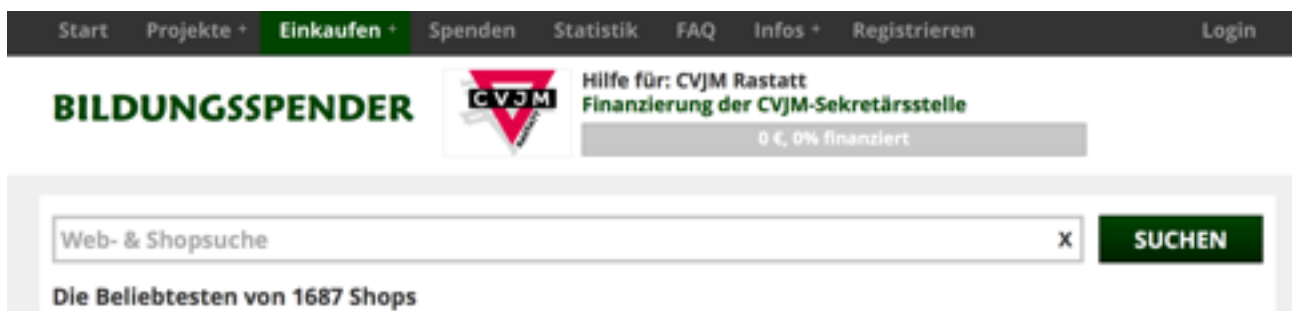 Start Projekte + Einkaufen + Spenden Statistik FAQ Infos + Registrieren Login
BILDUNGSSPENDER
CVJM
Rastatt
Hilfe für: CVJM Rastatt
Finanzierung der CVJM-Sekretärsstelle
0 €, 0% finanziert
Web- & Shopsuche X SUCHEN
Die Beliebtesten von 1687 Shops